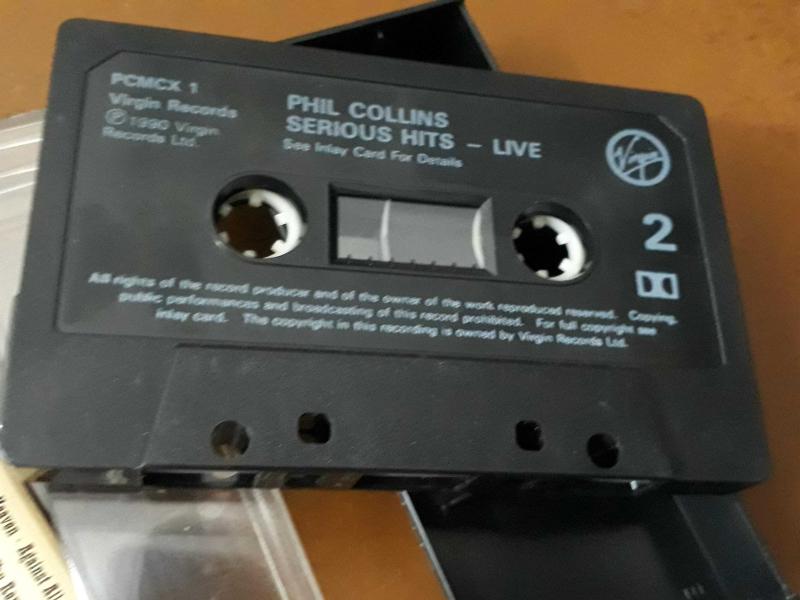 PCMCX 1
Virgin Records
Ⓟ 1990 Virgin
Records Ltd.
PHIL COLLINS
SERIOUS HITS – LIVE
See Inlay Card For Details
Virgin
2
All rights of the record producer and of the owner of the work reproduced reserved. Copying,
public performances and broadcasting of this record prohibited. For full copyright see
inlay card. The copyright in this recording is owned by Virgin Records Ltd.
Heaven · Against